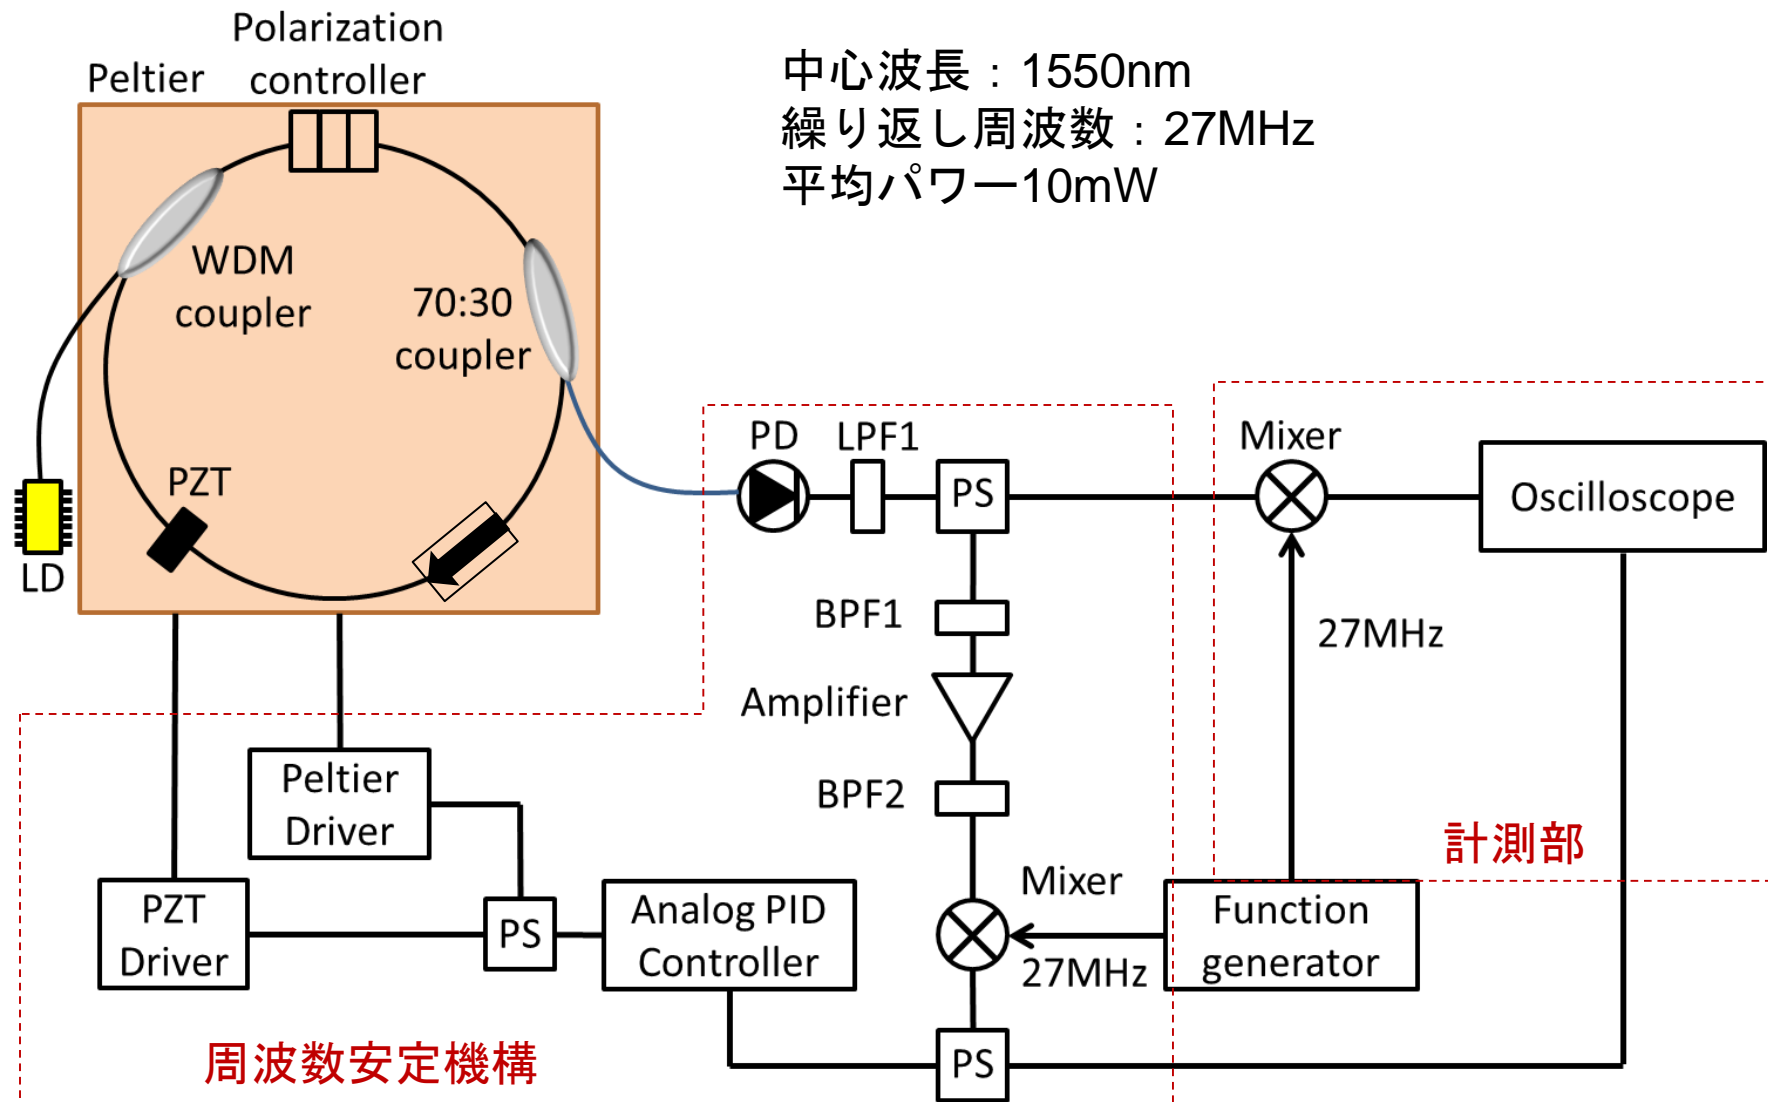 Polarization
controller
Peltier
中心波長：1550nm
繰り返し周波数：27MHz
平均パワー10mW
WDM
coupler
70:30
coupler
PZT
LD
PD
LPF1
PS
Mixer
Oscilloscope
BPF1
27MHz
Amplifier
BPF2
Peltier
Driver
計測部
PZT
Driver
PS
Analog PID
Controller
Mixer
27MHz
Function
generator
周波数安定機構
PS